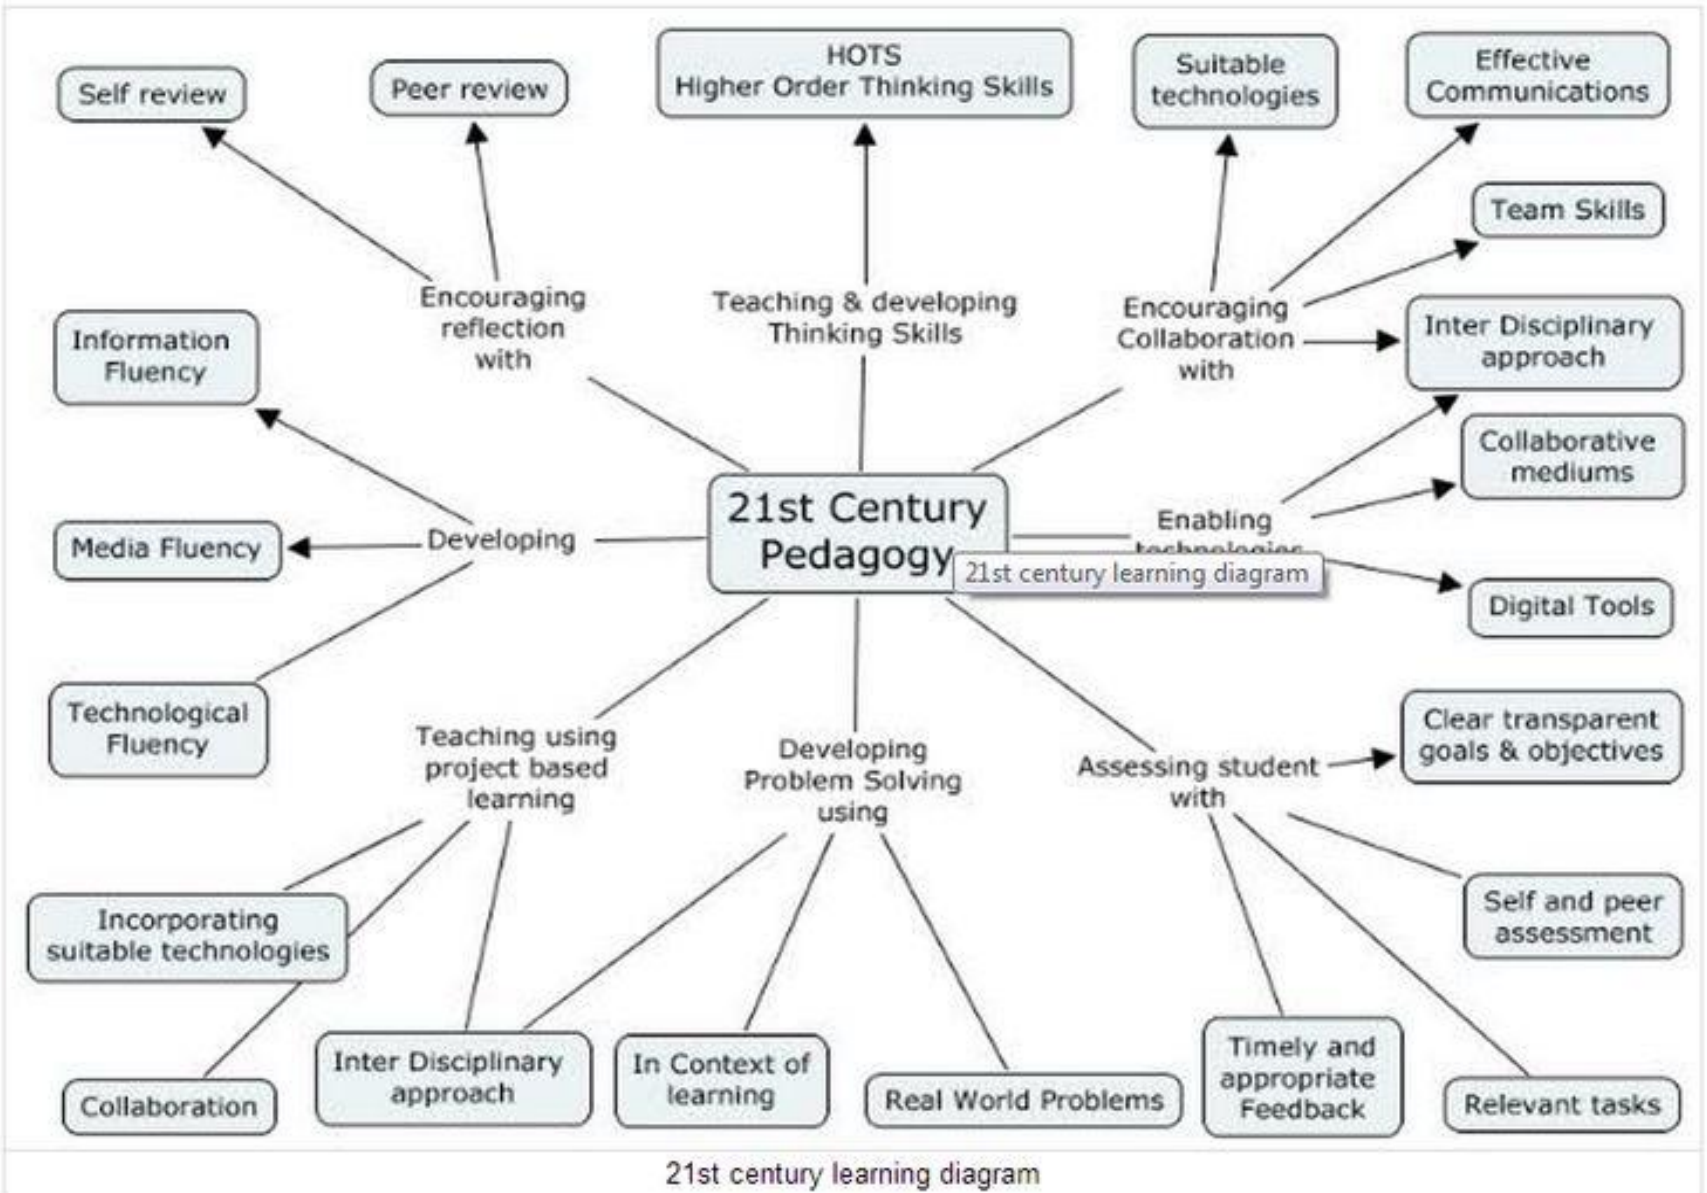 HOTS
Higher Order Thinking Skills
Self review
Peer review
Suitable
technologies
Effective
Communications
Team Skills
Encouraging
reflection
with
Teaching & developing
Thinking Skills
Encouraging
Collaboration
with
Inter Disciplinary
approach
Information
Fluency
Collaborative
mediums
Media Fluency
Developing
21st Century
Pedagogy
Enabling
technologies
21st century learning diagram
Digital Tools
Technological
Fluency
Teaching using
project based
learning
Developing
Problem Solving
using
Assessing student
with
Clear transparent
goals & objectives
Incorporating
suitable technologies
Self and peer
assessment
Collaboration
Inter Disciplinary
approach
In Context of
learning
Real World Problems
Timely and
appropriate
Feedback
Relevant tasks
21st century learning diagram